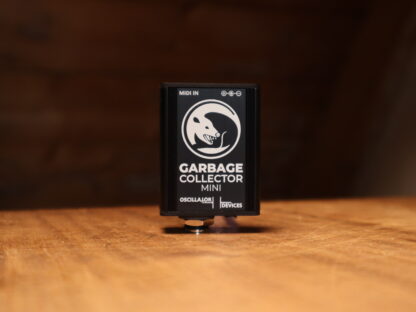 MIDI IN
GARBAGE
COLLECTOR
MINI
OSCILLATOR
DEVICES